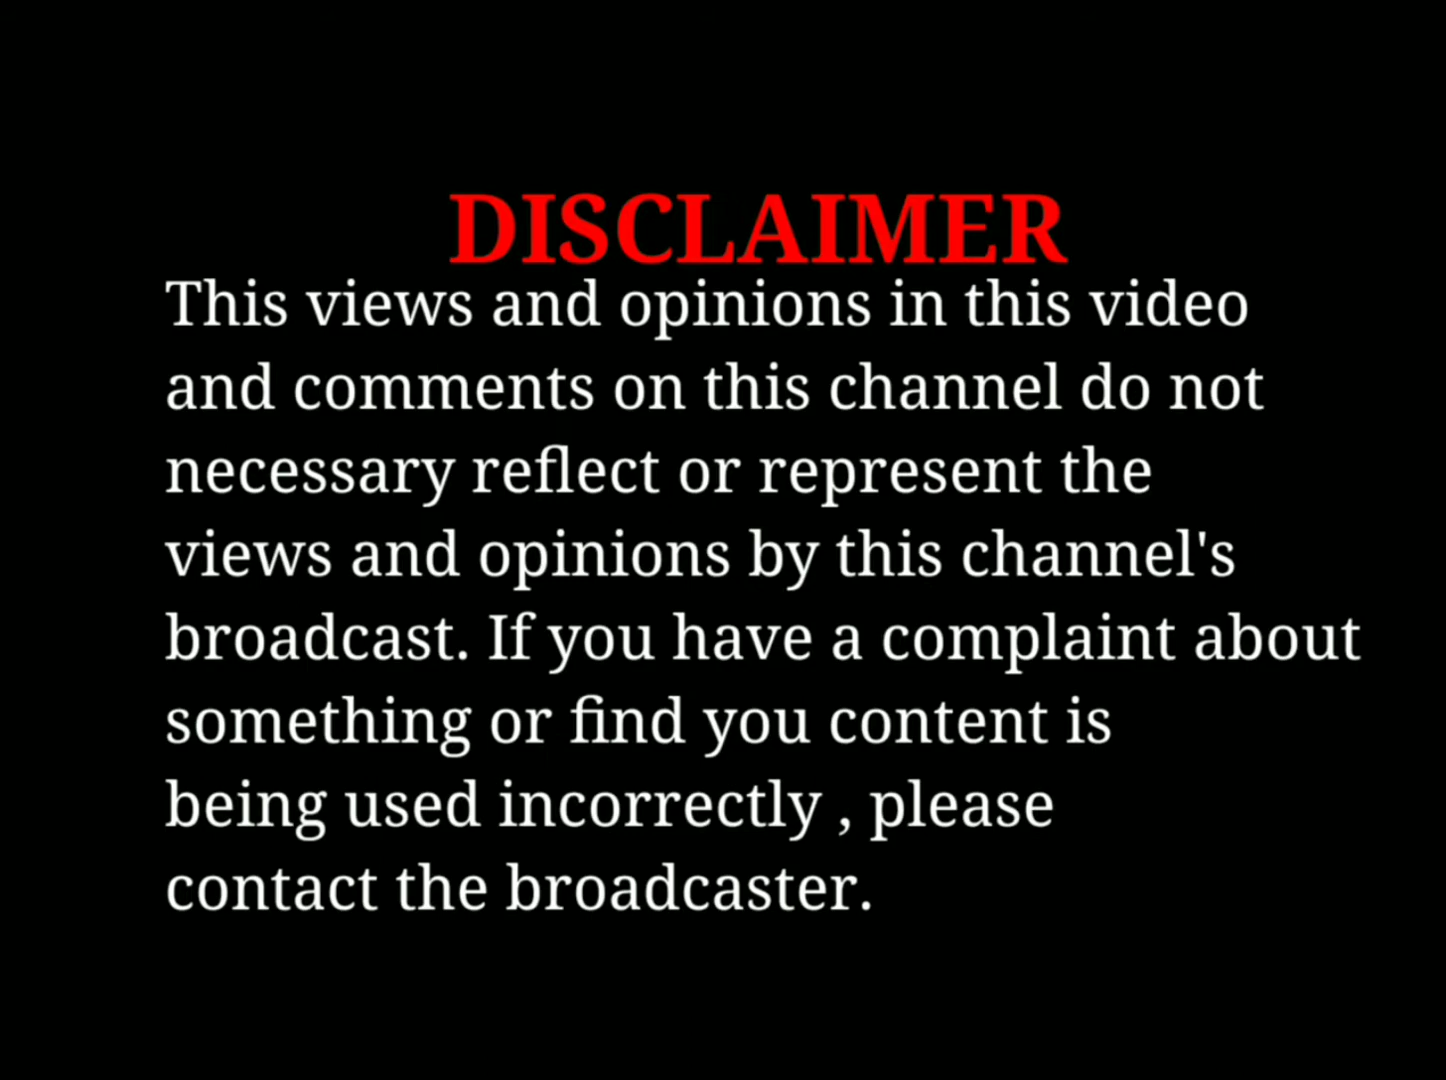 DISCLAIMER
This views and opinions in this video
and comments on this channel do not
necessary reflect or represent the
views and opinions by this channel's
broadcast. If you have a complaint about
something or find you content is
being used incorrectly , please
contact the broadcaster.